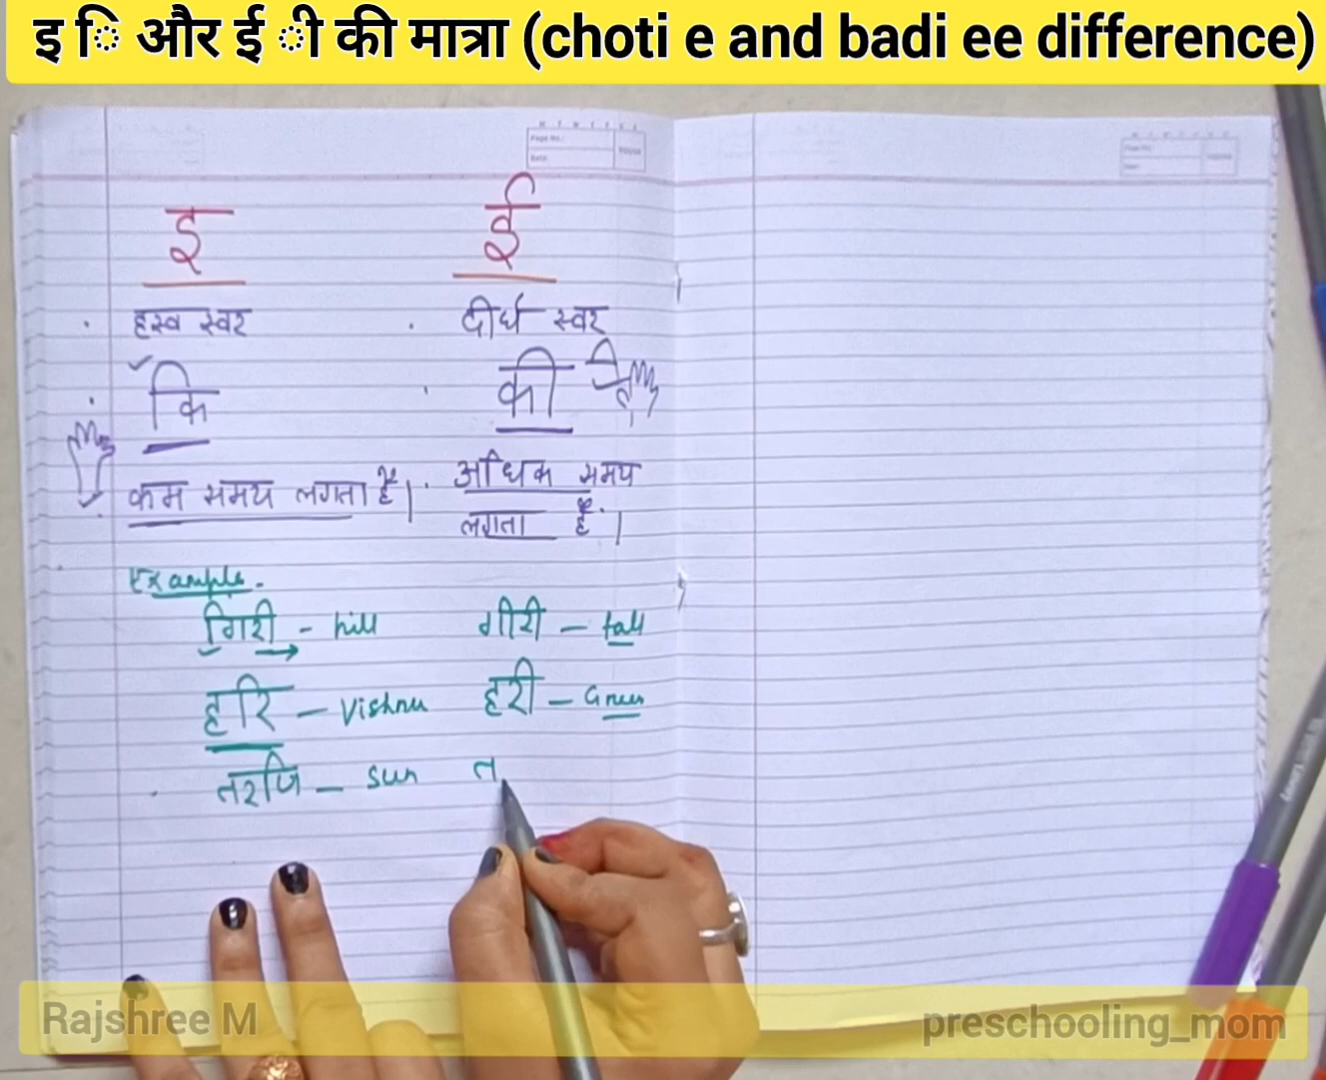 इ ि और ई ी की मात्रा (choti e and badi ee difference)
इ ई
ह्रस्व स्वर दीर्घ स्वर
कि की
कम समय लगता है। अधिक समय
लगता है।
Example.
गिरी - hill गीरी - fall
हरि - Vishnu हरी - Green
तरणि - sun त
Rajshree M preschooling_mom